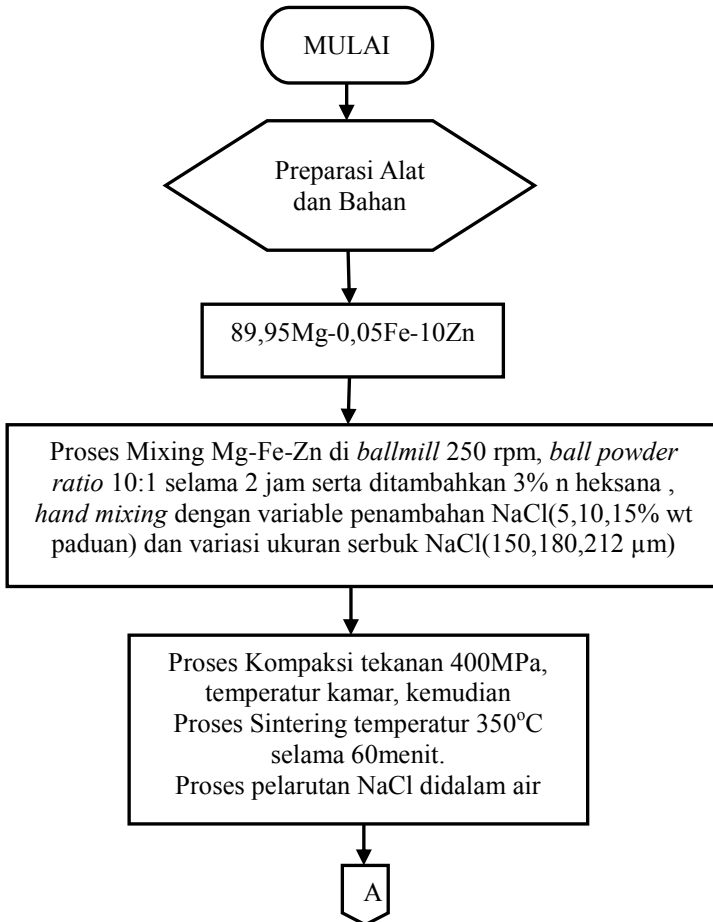 MULAI
Preparasi Alat
dan Bahan
89,95Mg-0,05Fe-10Zn
Proses Mixing Mg-Fe-Zn di ballmill 250 rpm, ball powder
ratio 10:1 selama 2 jam serta ditambahkan 3% n heksana ,
hand mixing dengan variable penambahan NaCl(5,10,15% wt
paduan) dan variasi ukuran serbuk NaCl(150,180,212 µm)
Proses Kompaksi tekanan 400MPa,
temperatur kamar, kemudian
Proses Sintering temperatur 350°C
selama 60menit.
Proses pelarutan NaCl didalam air
A